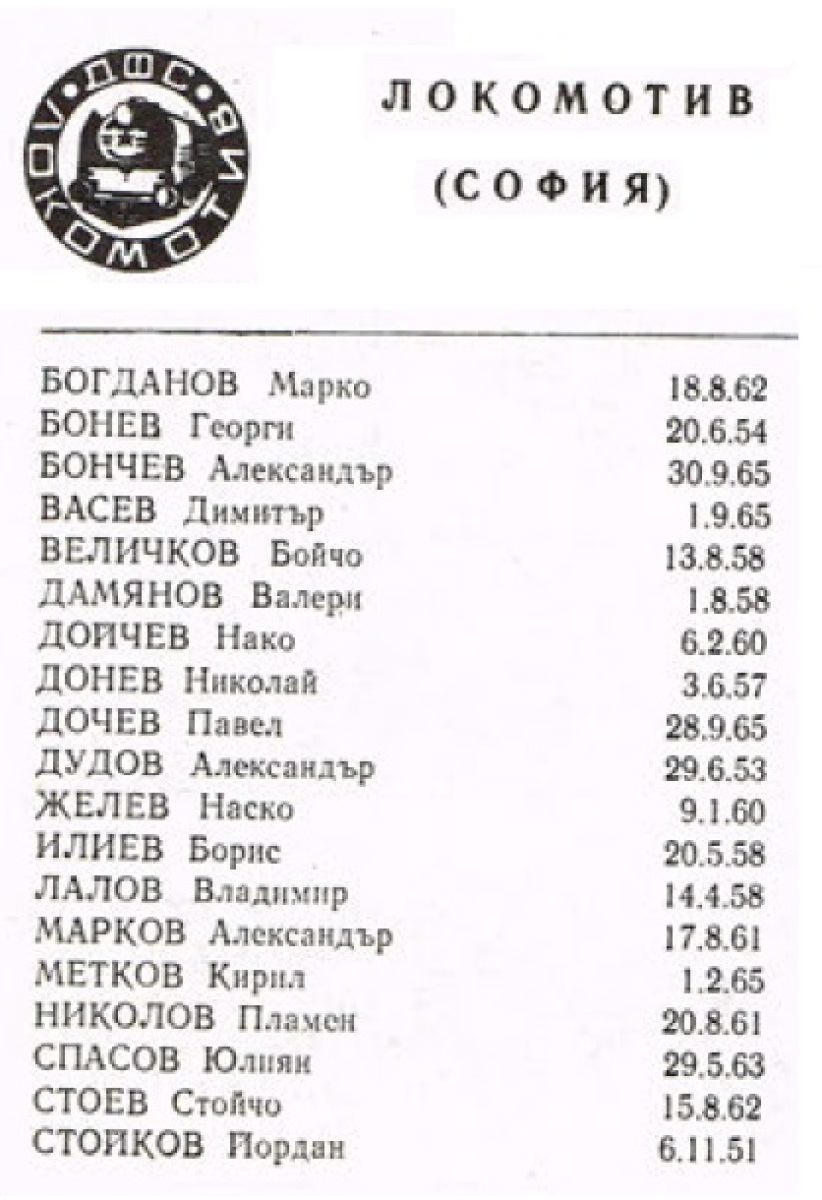 ДФС ЛОКОМОТИВ
ЛОКОМОТИВ
(СОФИЯ)
БОГДАНОВ Марко 18.8.62
БОНЕВ Георги 20.6.54
БОНЧЕВ Александър 30.9.65
ВАСЕВ Димитър 1.9.65
ВЕЛИЧКОВ Бойчо 13.8.58
ДАМЯНОВ Валери 1.8.58
ДОЙЧЕВ Нако 6.2.60
ДОНЕВ Николай 3.6.57
ДОЧЕВ Павел 28.9.65
ДУДОВ Александър 29.6.53
ЖЕЛЕВ Наско 9.1.60
ИЛИЕВ Борис 20.5.58
ЛАЛОВ Владимир 14.4.58
МАРКОВ Александър 17.8.61
МЕТКОВ Кирил 1.2.65
НИКОЛОВ Пламен 20.8.61
СПАСОВ Юлиян 29.5.63
СТОЕВ Стойчо 15.8.62
СТОЙКОВ Йордан 6.11.51